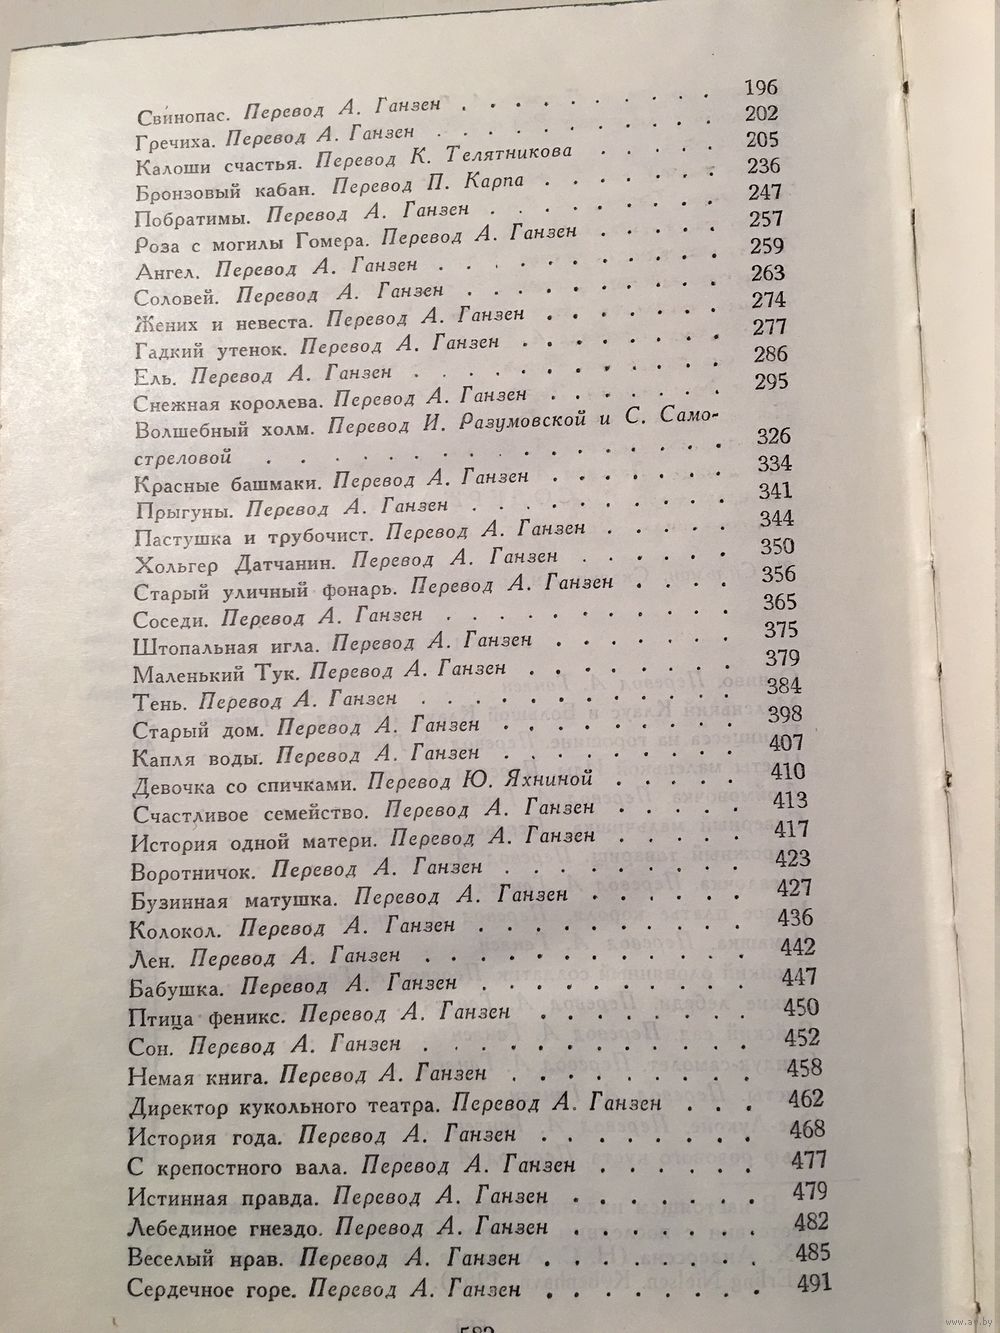 Свинопас. Перевод А. Ганзен . . . . . . . . . . 196
Гречиха. Перевод А. Ганзен . . . . . . . . . . . 202
Калоши счастья. Перевод К. Телятникова . . . . . 205
Бронзовый кабан. Перевод П. Карпа . . . . . . . 236
Побратимы. Перевод А. Ганзен . . . . . . . . . 247
Роза с могилы Гомера. Перевод А. Ганзен . . . . . 257
Ангел. Перевод А. Ганзен . . . . . . . . . . . 259
Соловей. Перевод А. Ганзен . . . . . . . . . . 263
Жених и невеста. Перевод А. Ганзен . . . . . . . 274
Гадкий утенок. Перевод А. Ганзен . . . . . . . . 277
Ель. Перевод А. Ганзен . . . . . . . . . . . . 286
Снежная королева. Перевод А. Ганзен . . . . . . . 295
Волшебный холм. Перевод И. Разумовской и С. Само-
стреловой . . . . . . . . . . . . . . . . 326
Красные башмаки. Перевод А. Ганзен . . . . . . . 334
Прыгуны. Перевод А. Ганзен . . . . . . . . . . 341
Пастушка и трубочист. Перевод А. Ганзен . . . . . 344
Хольгер Датчанин. Перевод А. Ганзен . . . . . . 350
Старый уличный фонарь. Перевод А. Ганзен . . . . 356
Соседи. Перевод А. Ганзен . . . . . . . . . . . 365
Штопальная игла. Перевод А. Ганзен . . . . . . . 375
Маленький Тук. Перевод А. Ганзен . . . . . . . . 379
Тень. Перевод А. Ганзен . . . . . . . . . . . . 384
Старый дом. Перевод А. Ганзен . . . . . . . . . 398
Капля воды. Перевод А. Ганзен . . . . . . . . . 407
Девочка со спичками. Перевод Ю. Яхниной . . . . . 410
Счастливое семейство. Перевод А. Ганзен . . . . . 413
История одной матери. Перевод А. Ганзен . . . . . 417
Воротничок. Перевод А. Ганзен . . . . . . . . . 423
Бузинная матушка. Перевод А. Ганзен . . . . . . 427
Колокол. Перевод А. Ганзен . . . . . . . . . . 436
Лен. Перевод А. Ганзен . . . . . . . . . . . . 442
Бабушка. Перевод А. Ганзен . . . . . . . . . . 447
Птица феникс. Перевод А. Ганзен . . . . . . . . 450
Сон. Перевод А. Ганзен . . . . . . . . . . . . 452
Немая книга. Перевод А. Ганзен . . . . . . . . . 458
Директор кукольного театра. Перевод А. Ганзен . . . 462
История года. Перевод А. Ганзен . . . . . . . . 468
С крепостного вала. Перевод А. Ганзен . . . . . . 477
Истинная правда. Перевод А. Ганзен . . . . . . . 479
Лебединое гнездо. Перевод А. Ганзен . . . . . . . 482
Веселый нрав. Перевод А. Ганзен . . . . . . . . 485
Сердечное горе. Перевод А. Ганзен . . . . . . . . 491
582
www.ay.by